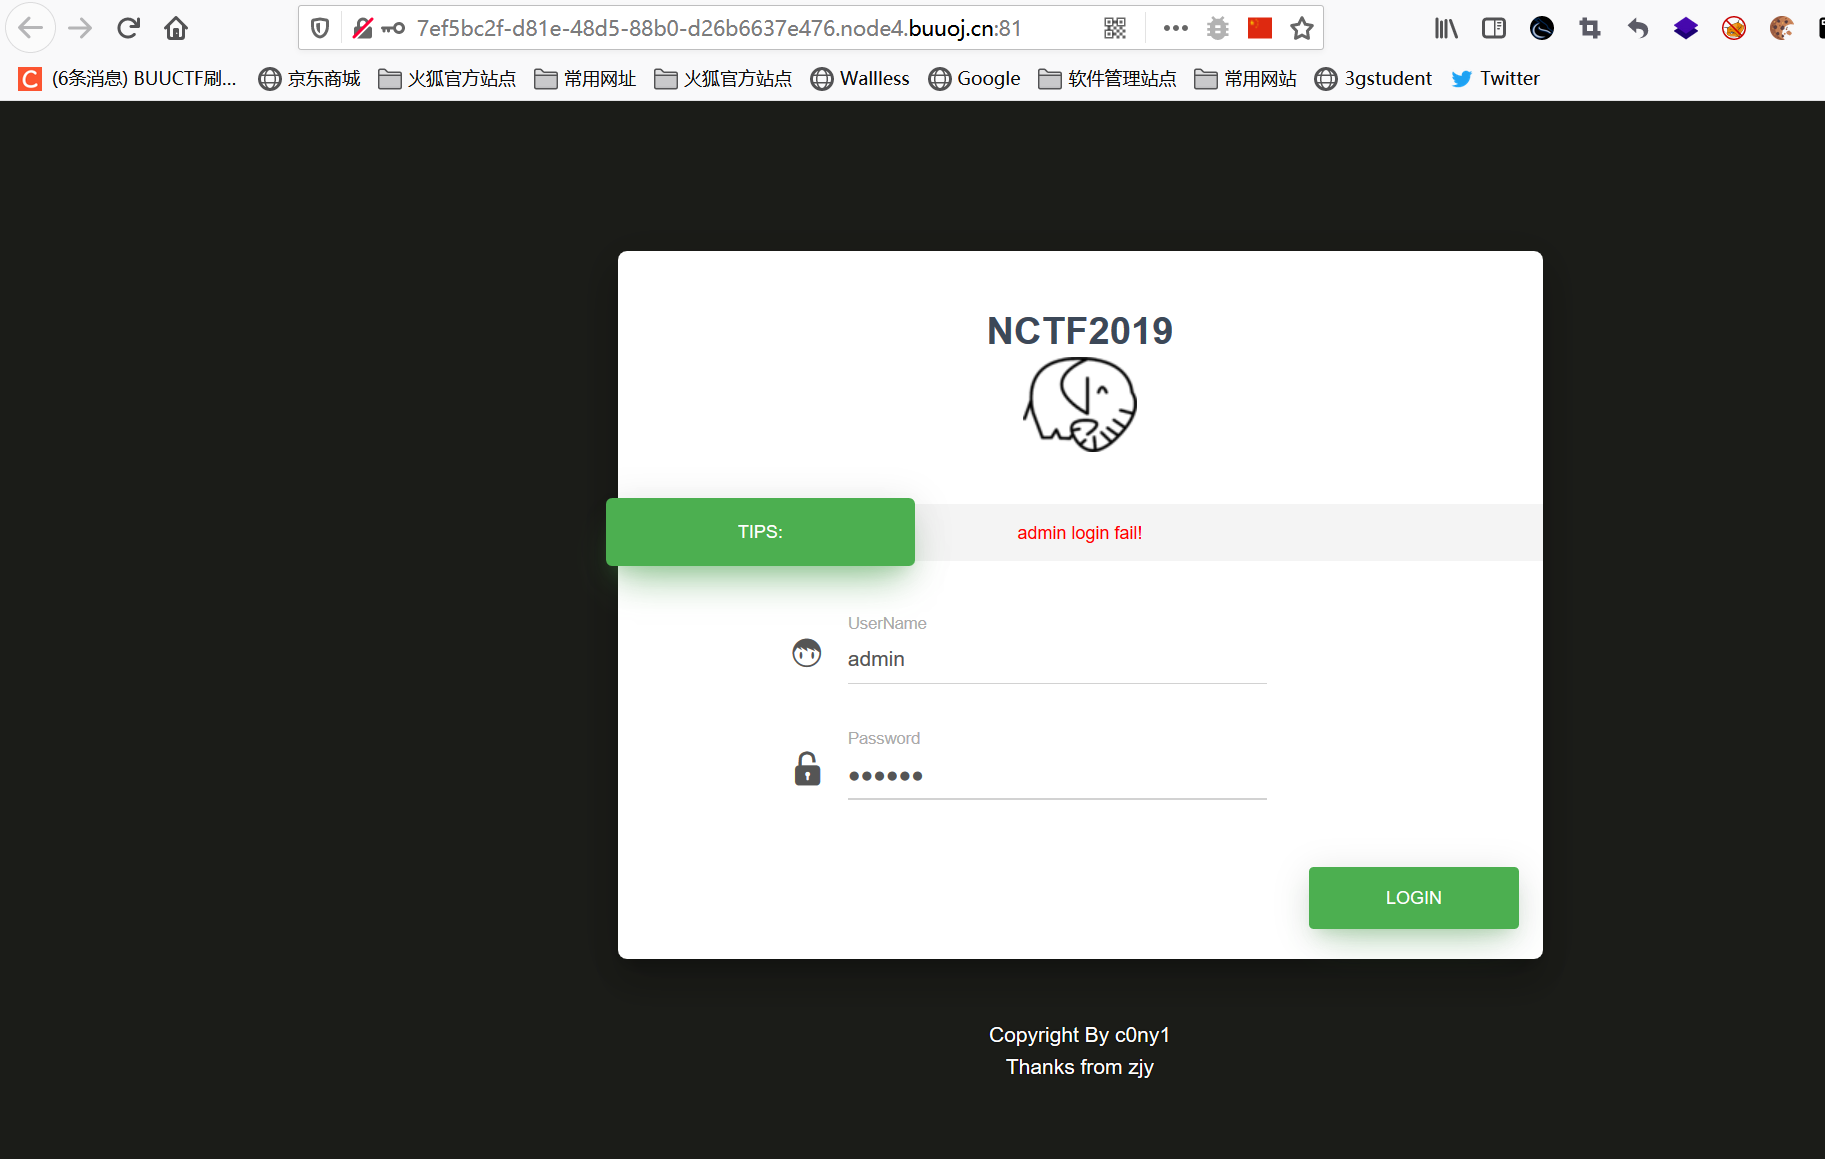 7ef5bc2f-d81e-48d5-88b0-d26b6637e476.node4.buuoj.cn:81
C (6条消息) BUUCTF刷... 京东商城 火狐官方站点 常用网址 火狐官方站点 Wallless Google 软件管理站点 常用网站 3gstudent Twitter
NCTF2019
TIPS: admin login fail!
UserName
admin
Password
LOGIN
Copyright By c0ny1
Thanks from zjy